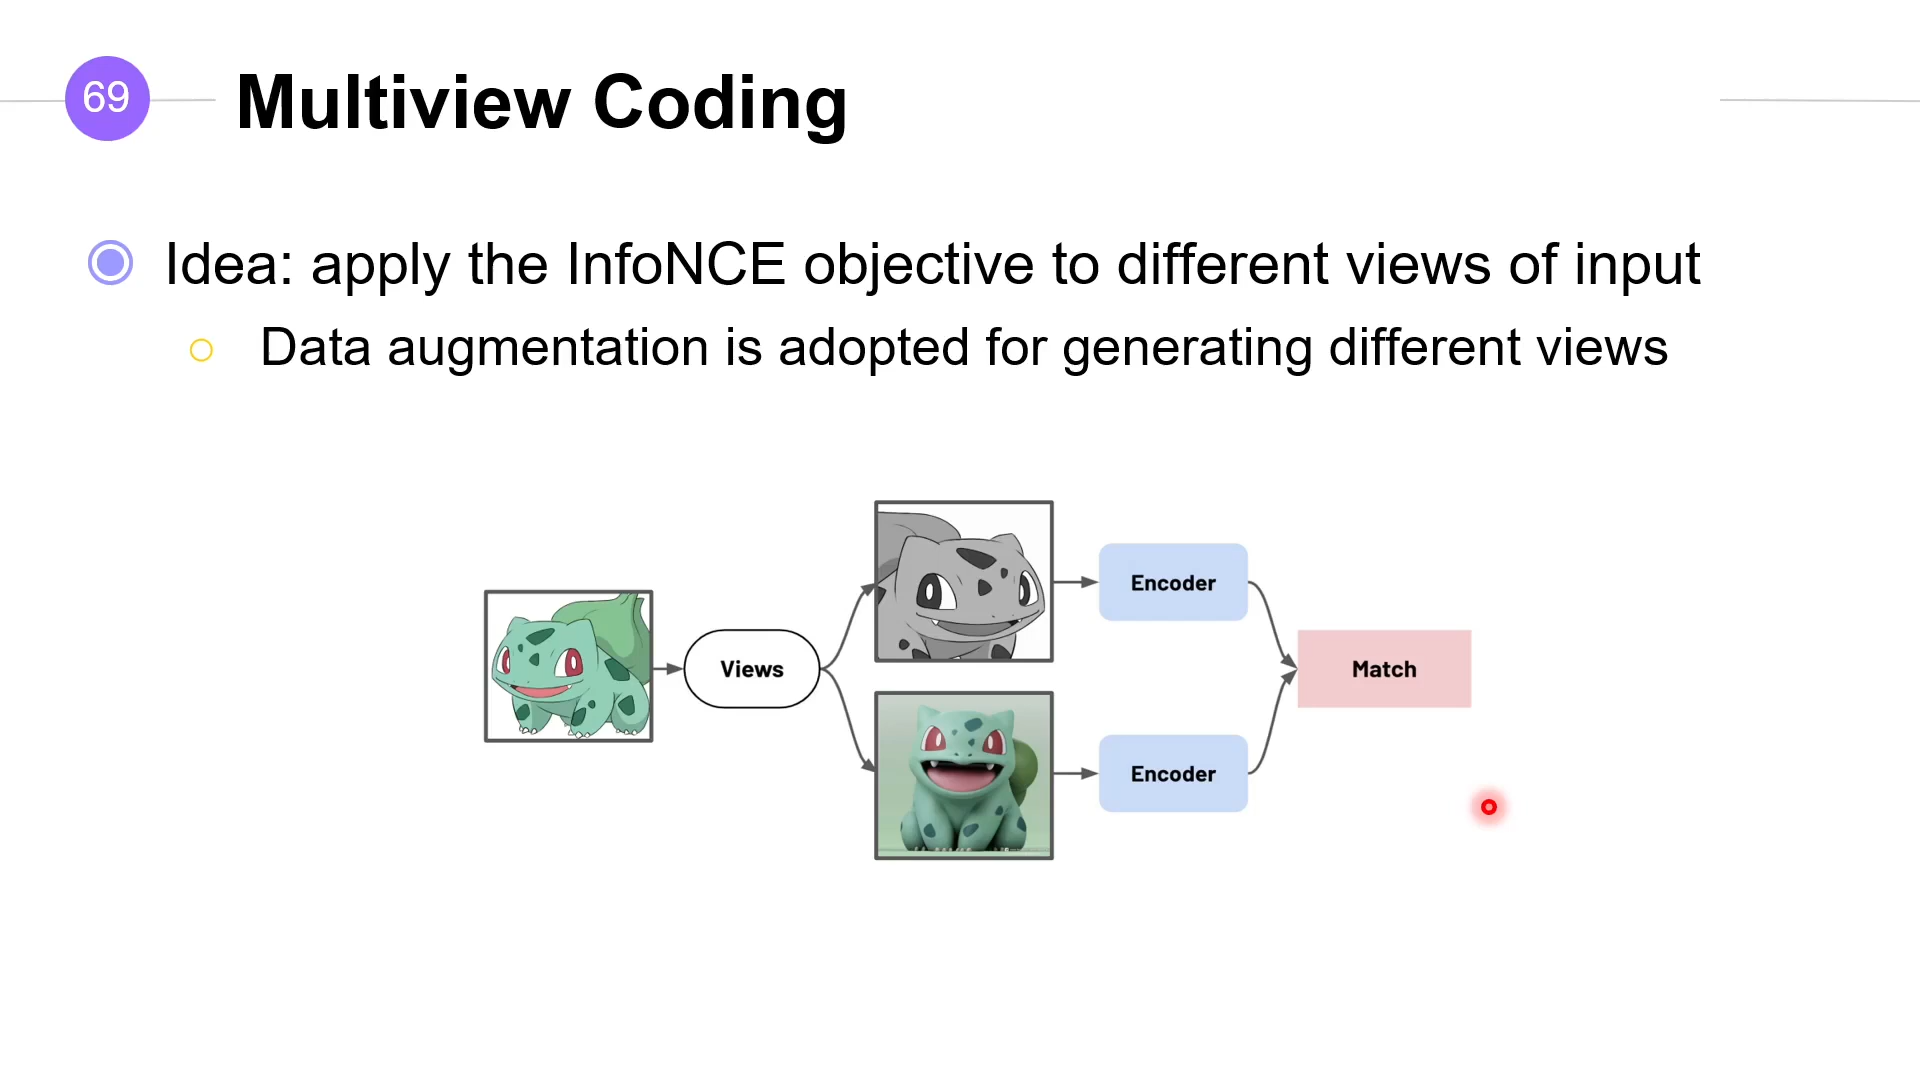 69
Multiview Coding
Idea: apply the InfoNCE objective to different views of input
Data augmentation is adopted for generating different views
Views
Encoder
Encoder
Match